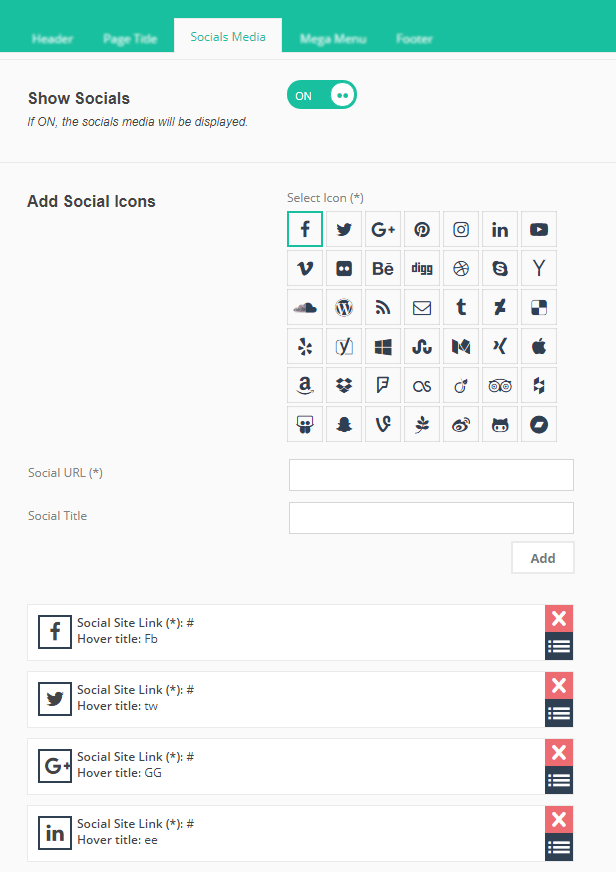 Header Page Title Socials Media Mega Menu Footer
Show Socials
ON
If ON, the socials media will be displayed.
Add Social Icons
Select Icon (*)
Bē digg
Social URL (*)
Social Title
Add
Social Site Link (*): #
Hover title: Fb
Social Site Link (*): #
Hover title: tw
Social Site Link (*): #
Hover title: GG
Social Site Link (*): #
Hover title: ee